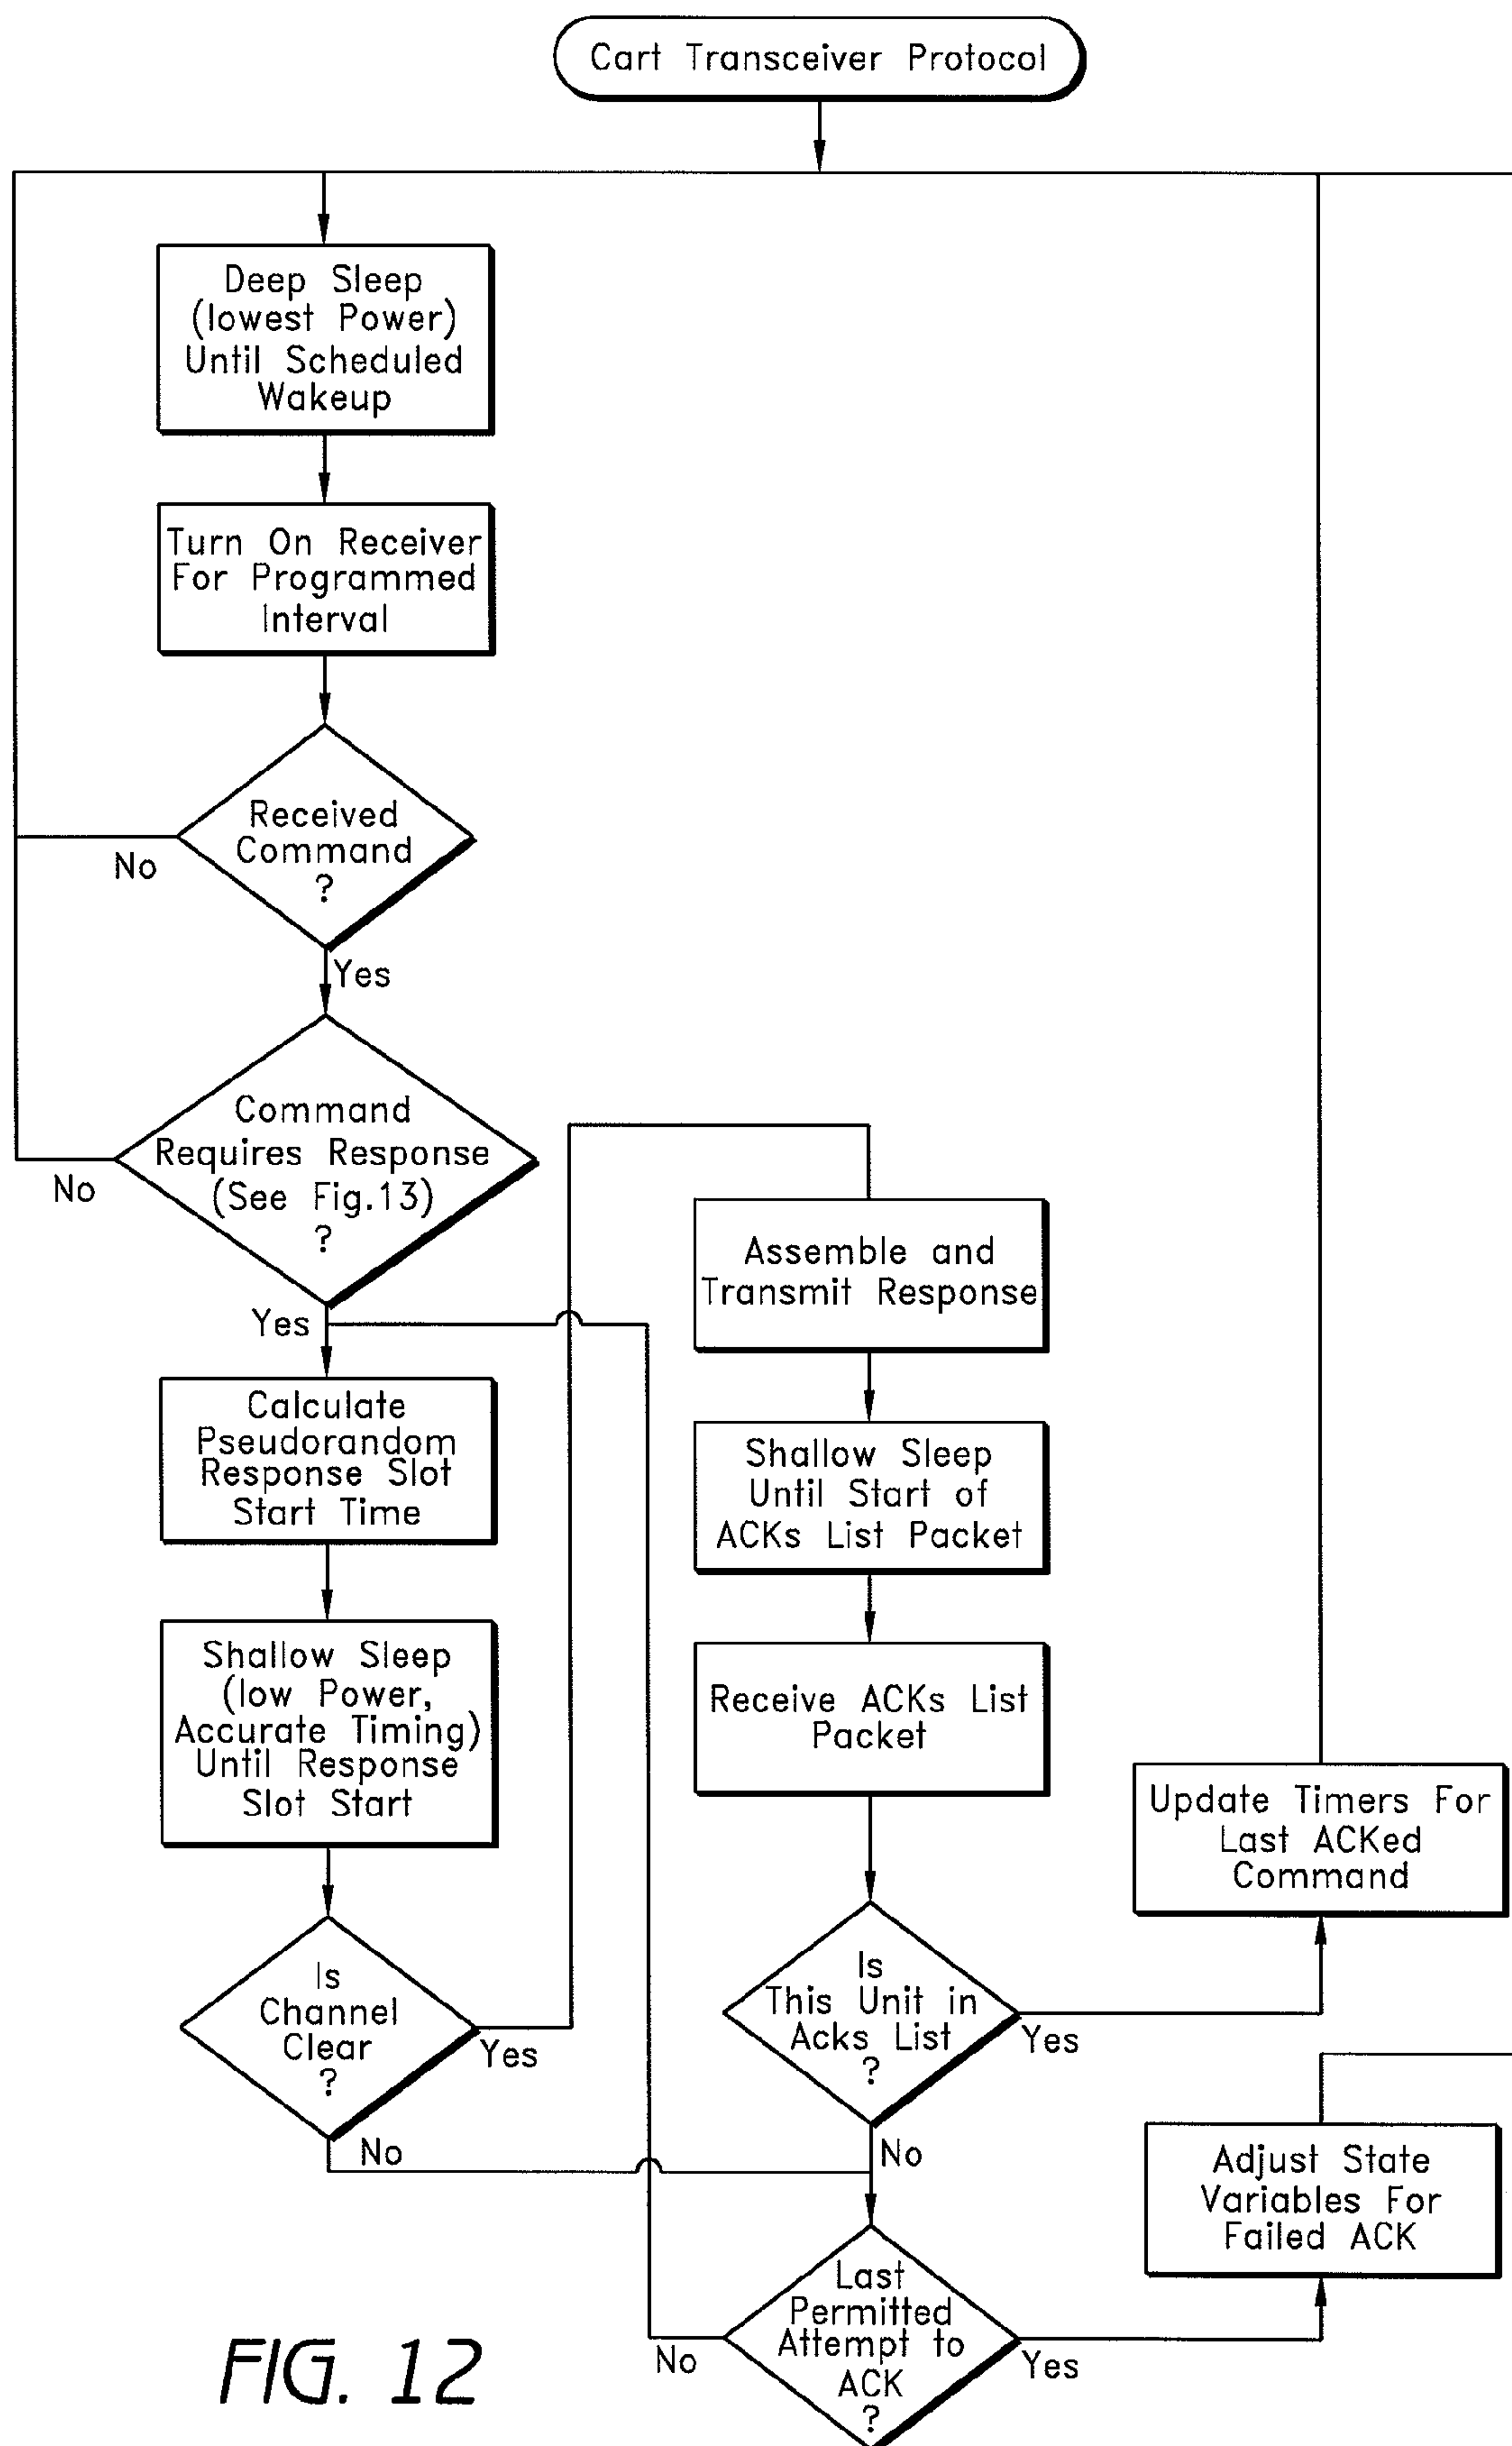 Cart Transceiver Protocol
Deep Sleep
(lowest Power)
Until Scheduled
Wakeup
Turn On Receiver
For Programmed
Interval
Received
Command
?
No
Yes
Command
Requires Response
(See Fig.13)
?
No
Yes
Calculate
Pseudorandom
Response Slot
Start Time
Shallow Sleep
(low Power,
Accurate Timing)
Until Response
Slot Start
Is
Channel
Clear
?
Yes
No
Assemble and
Transmit Response
Shallow Sleep
Until Start of
ACKs List Packet
Receive ACKs List
Packet
Is
This Unit in
Acks List
?
Yes
No
Update Timers For
Last ACKed
Command
Last
Permitted
Attempt to
ACK
?
No
Yes
Adjust State
Variables For
Failed ACK
FIG. 12